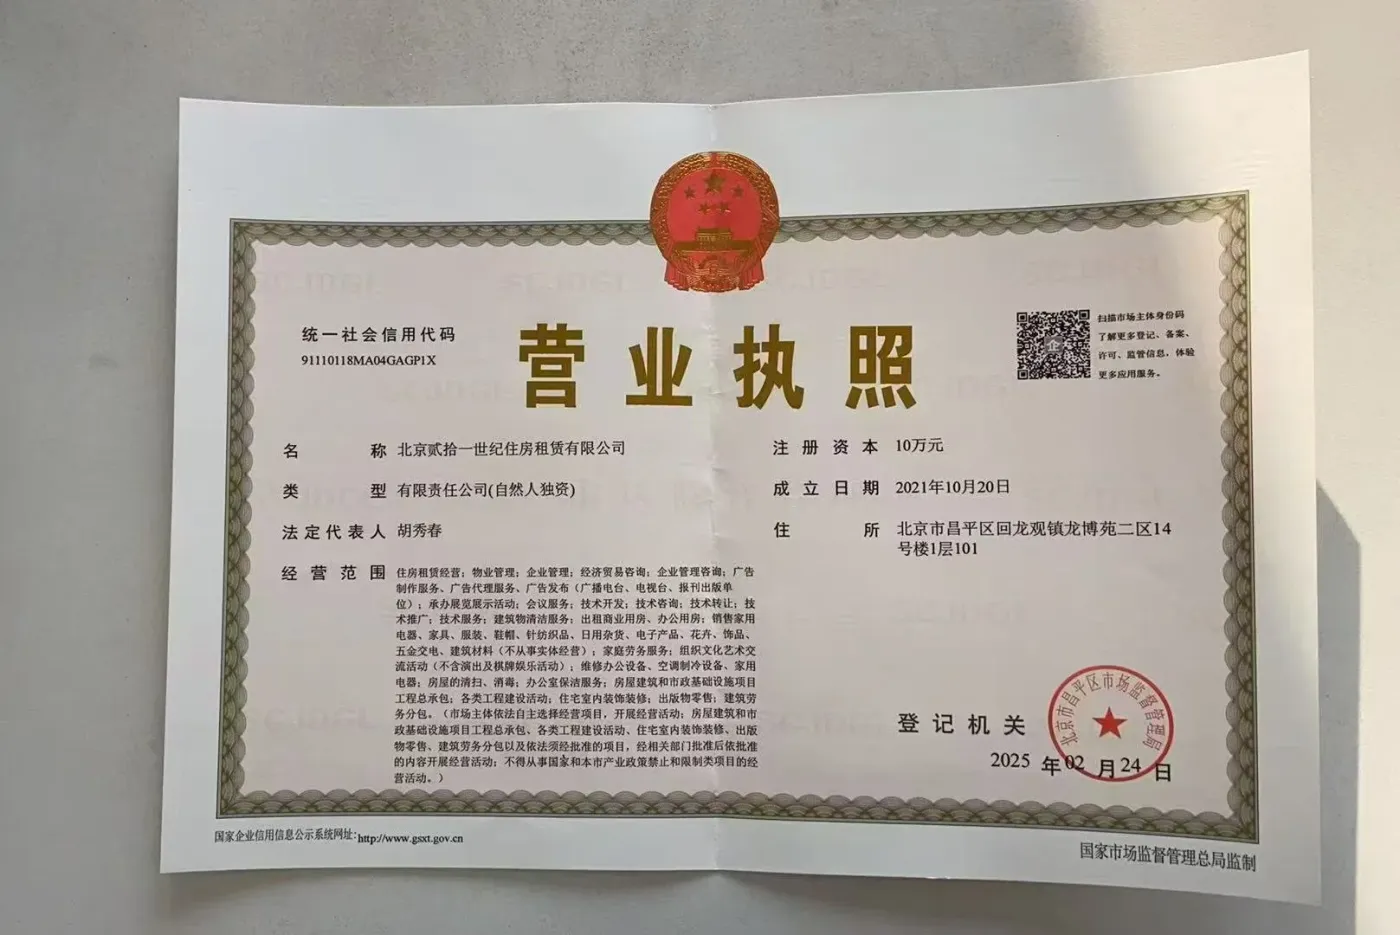 统一社会信用代码
91110118MA04GAGP1X
营业执照
扫描市场主体身份码
了解更多登记、备案、
许可、监管信息，体验
更多应用服务。
名称 北京贰拾一世纪住房租赁有限公司
类型 有限责任公司(自然人独资)
法定代表人 胡秀春
经营范围 住房租赁经营；物业管理；企业管理；经济贸易咨询；企业管理咨询；广告
制作服务、广告代理服务、广告发布（广播电台、电视台、报刊出版单
位）；承办展览展示活动；会议服务；技术开发；技术咨询；技术转让；技
术推广；技术服务；建筑物清洁服务；出租商业用房、办公用房；销售家用
电器、家具、服装、鞋帽、针纺织品、日用杂货、电子产品、花卉、饰品、
五金交电、建筑材料（不从事实体经营）；家庭劳务服务；组织文化艺术交
流活动（不含演出及棋牌娱乐活动）；维修办公设备、空调制冷设备、家用
电器；房屋的清扫、消毒；办公室保洁服务；房屋建筑和市政基础设施项目
工程总承包；各类工程建设活动；住宅室内装饰装修；出版物零售；建筑劳
务分包。（市场主体依法自主选择经营项目，开展经营活动；房屋建筑和市
政基础设施项目工程总承包、各类工程建设活动、住宅室内装饰装修、出版
物零售、建筑劳务分包以及依法须经批准的项目，经相关部门批准后依批准
的内容开展经营活动；不得从事国家和本市产业政策禁止和限制类项目的经
营活动。）
注册资本 10万元
成立日期 2021年10月20日
住所 北京市昌平区回龙观镇龙博苑二区14
号楼1层101
登记机关
北京市昌平区市场监督管理局
2025 年 02 月 24 日
国家企业信用信息公示系统网址：http://www.gsxt.gov.cn
国家市场监督管理总局监制